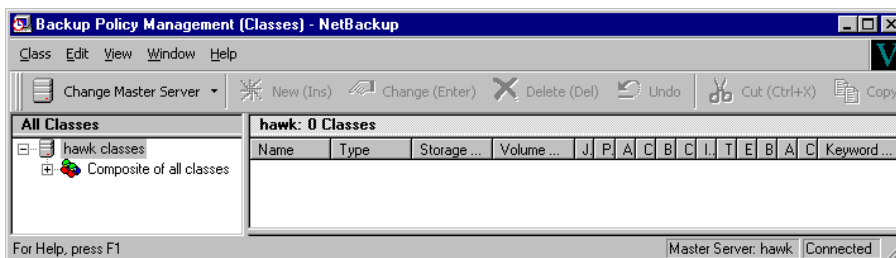 Backup Policy Management (Classes) - NetBackup
Class Edit View Window Help
V
Change Master Server New (Ins) Change (Enter) Delete (Del) Undo Cut (Ctrl+X) Copy
All Classes hawk: 0 Classes
hawk classes Name Type Storage ... Volume ... J. P. A C B C I.. T E B A C Keyword ...
Composite of all classes
For Help, press F1 Master Server: hawk Connected